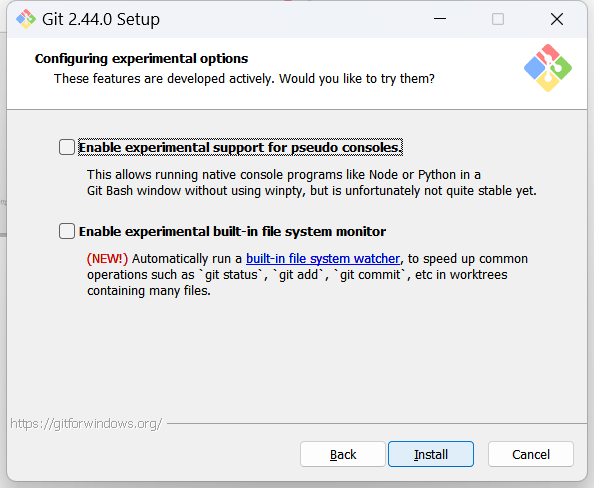 Git 2.44.0 Setup
Configuring experimental options
These features are developed actively. Would you like to try them?
Enable experimental support for pseudo consoles.
This allows running native console programs like Node or Python in a
Git Bash window without using winpty, but is unfortunately not quite stable yet.
Enable experimental built-in file system monitor
(NEW!) Automatically run a built-in file system watcher, to speed up common
operations such as `git status`, `git add`, `git commit`, etc in worktrees
containing many files.
https://gitforwindows.org/
Back Install Cancel